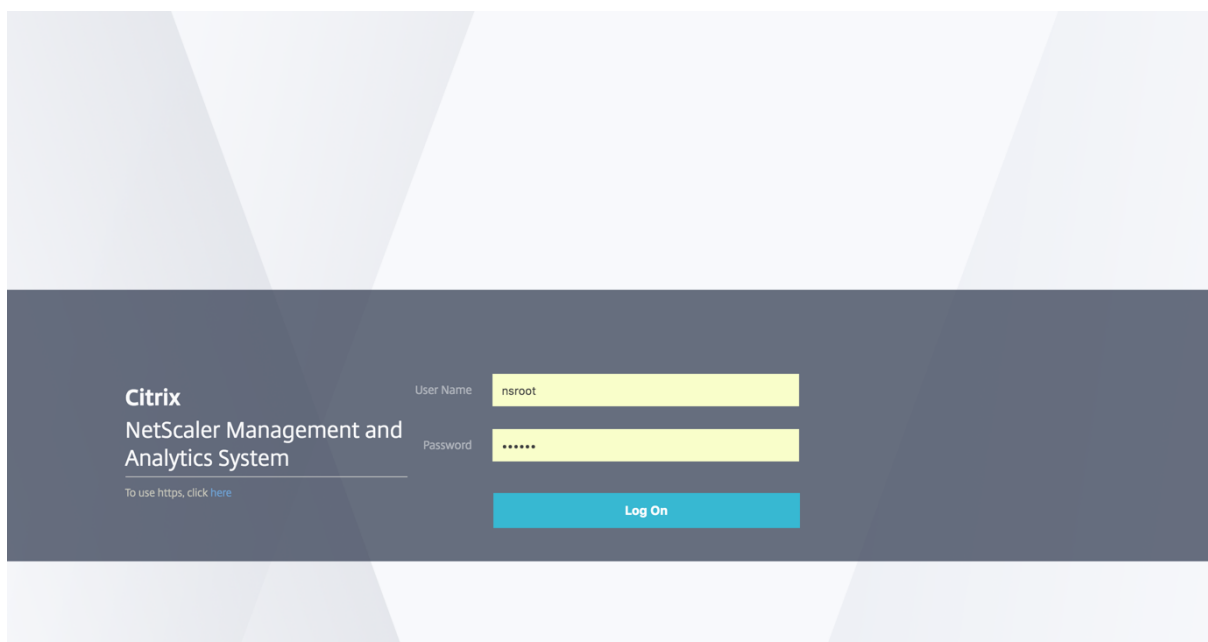 Citrix
NetScaler Management and
Analytics System
To use https, click here
User Name
nsroot
Password
••••••
Log On